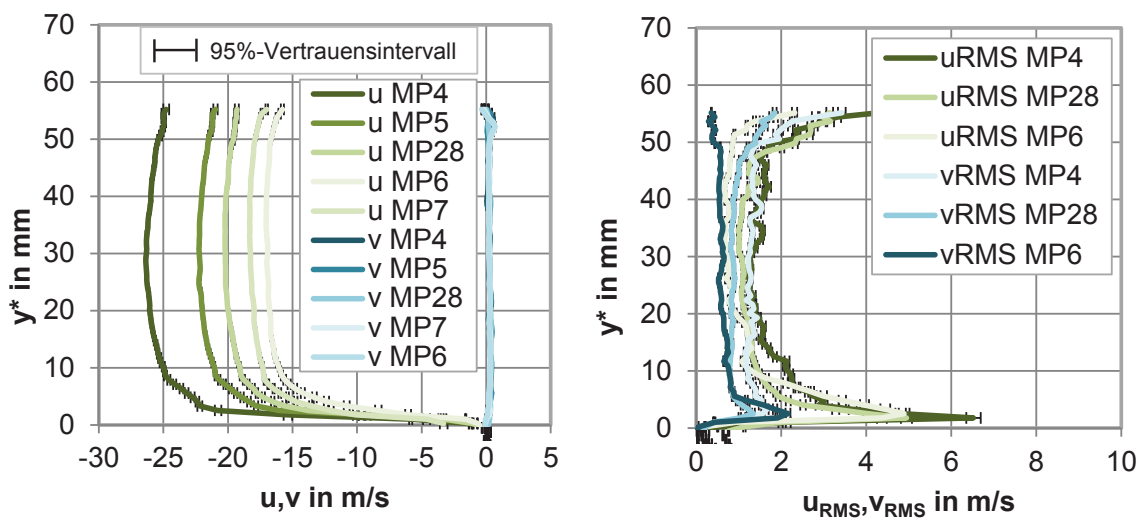 70
60
50
40
30
20
10
0
y* in mm
-30 -25 -20 -15 -10 -5 0 5
u,v in m/s
95%-Vertrauensintervall
u MP4
u MP5
u MP28
u MP6
u MP7
v MP4
v MP5
v MP28
v MP7
v MP6
70
60
50
40
30
20
10
0
y* in mm
0 2 4 6 8 10
uRMS,vRMS in m/s
uRMS MP4
uRMS MP28
uRMS MP6
vRMS MP4
vRMS MP28
vRMS MP6